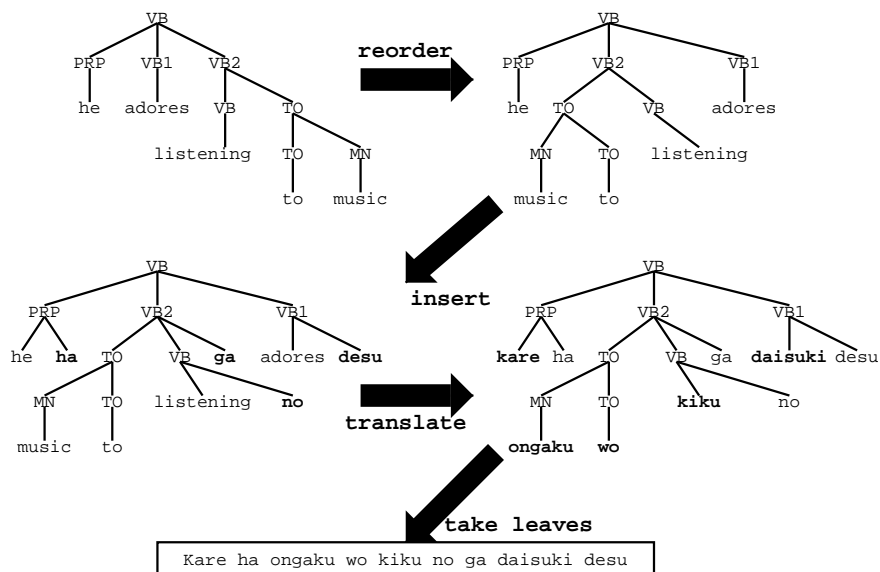 VB VB
reorder
PRP VB1 VB2 PRP VB2 VB1
he adores VB TO he TO VB adores
listening TO MN MN TO listening
to music music to
VB VB
insert
PRP VB2 VB1 PRP VB2 VB1
he ha TO VB ga adores desu kare ha TO VB ga daisuki desu
MN TO listening no MN TO kiku no
translate
music to ongaku wo
take leaves
Kare ha ongaku wo kiku no ga daisuki desu